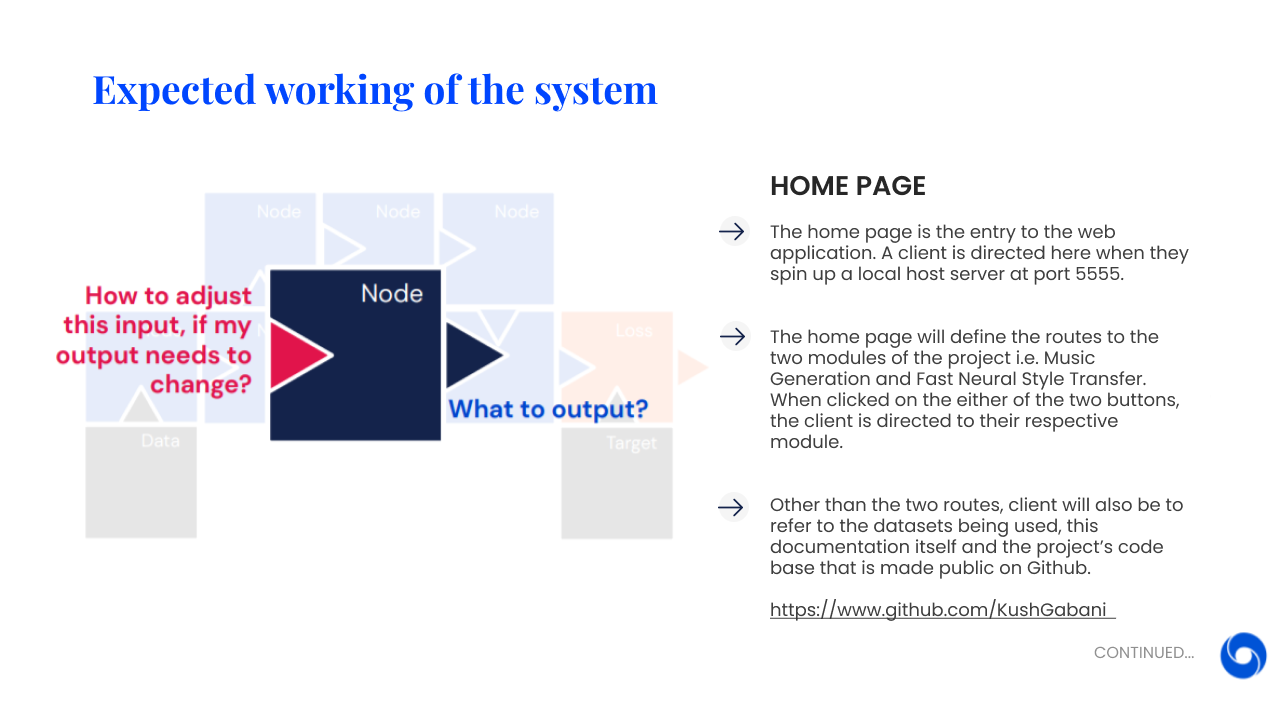 Expected working of the system
Node
Node
Node
Node
How to adjust
this input, if my
output needs to
change?
Loss
What to output?
Data
Target
HOME PAGE
The home page is the entry to the web
application. A client is directed here when they
spin up a local host server at port 5555.
The home page will define the routes to the
two modules of the project i.e. Music
Generation and Fast Neural Style Transfer.
When clicked on the either of the two buttons,
the client is directed to their respective
module.
Other than the two routes, client will also be to
refer to the datasets being used, this
documentation itself and the project's code
base that is made public on Github.
https://www.github.com/KushGabani
CONTINUED...